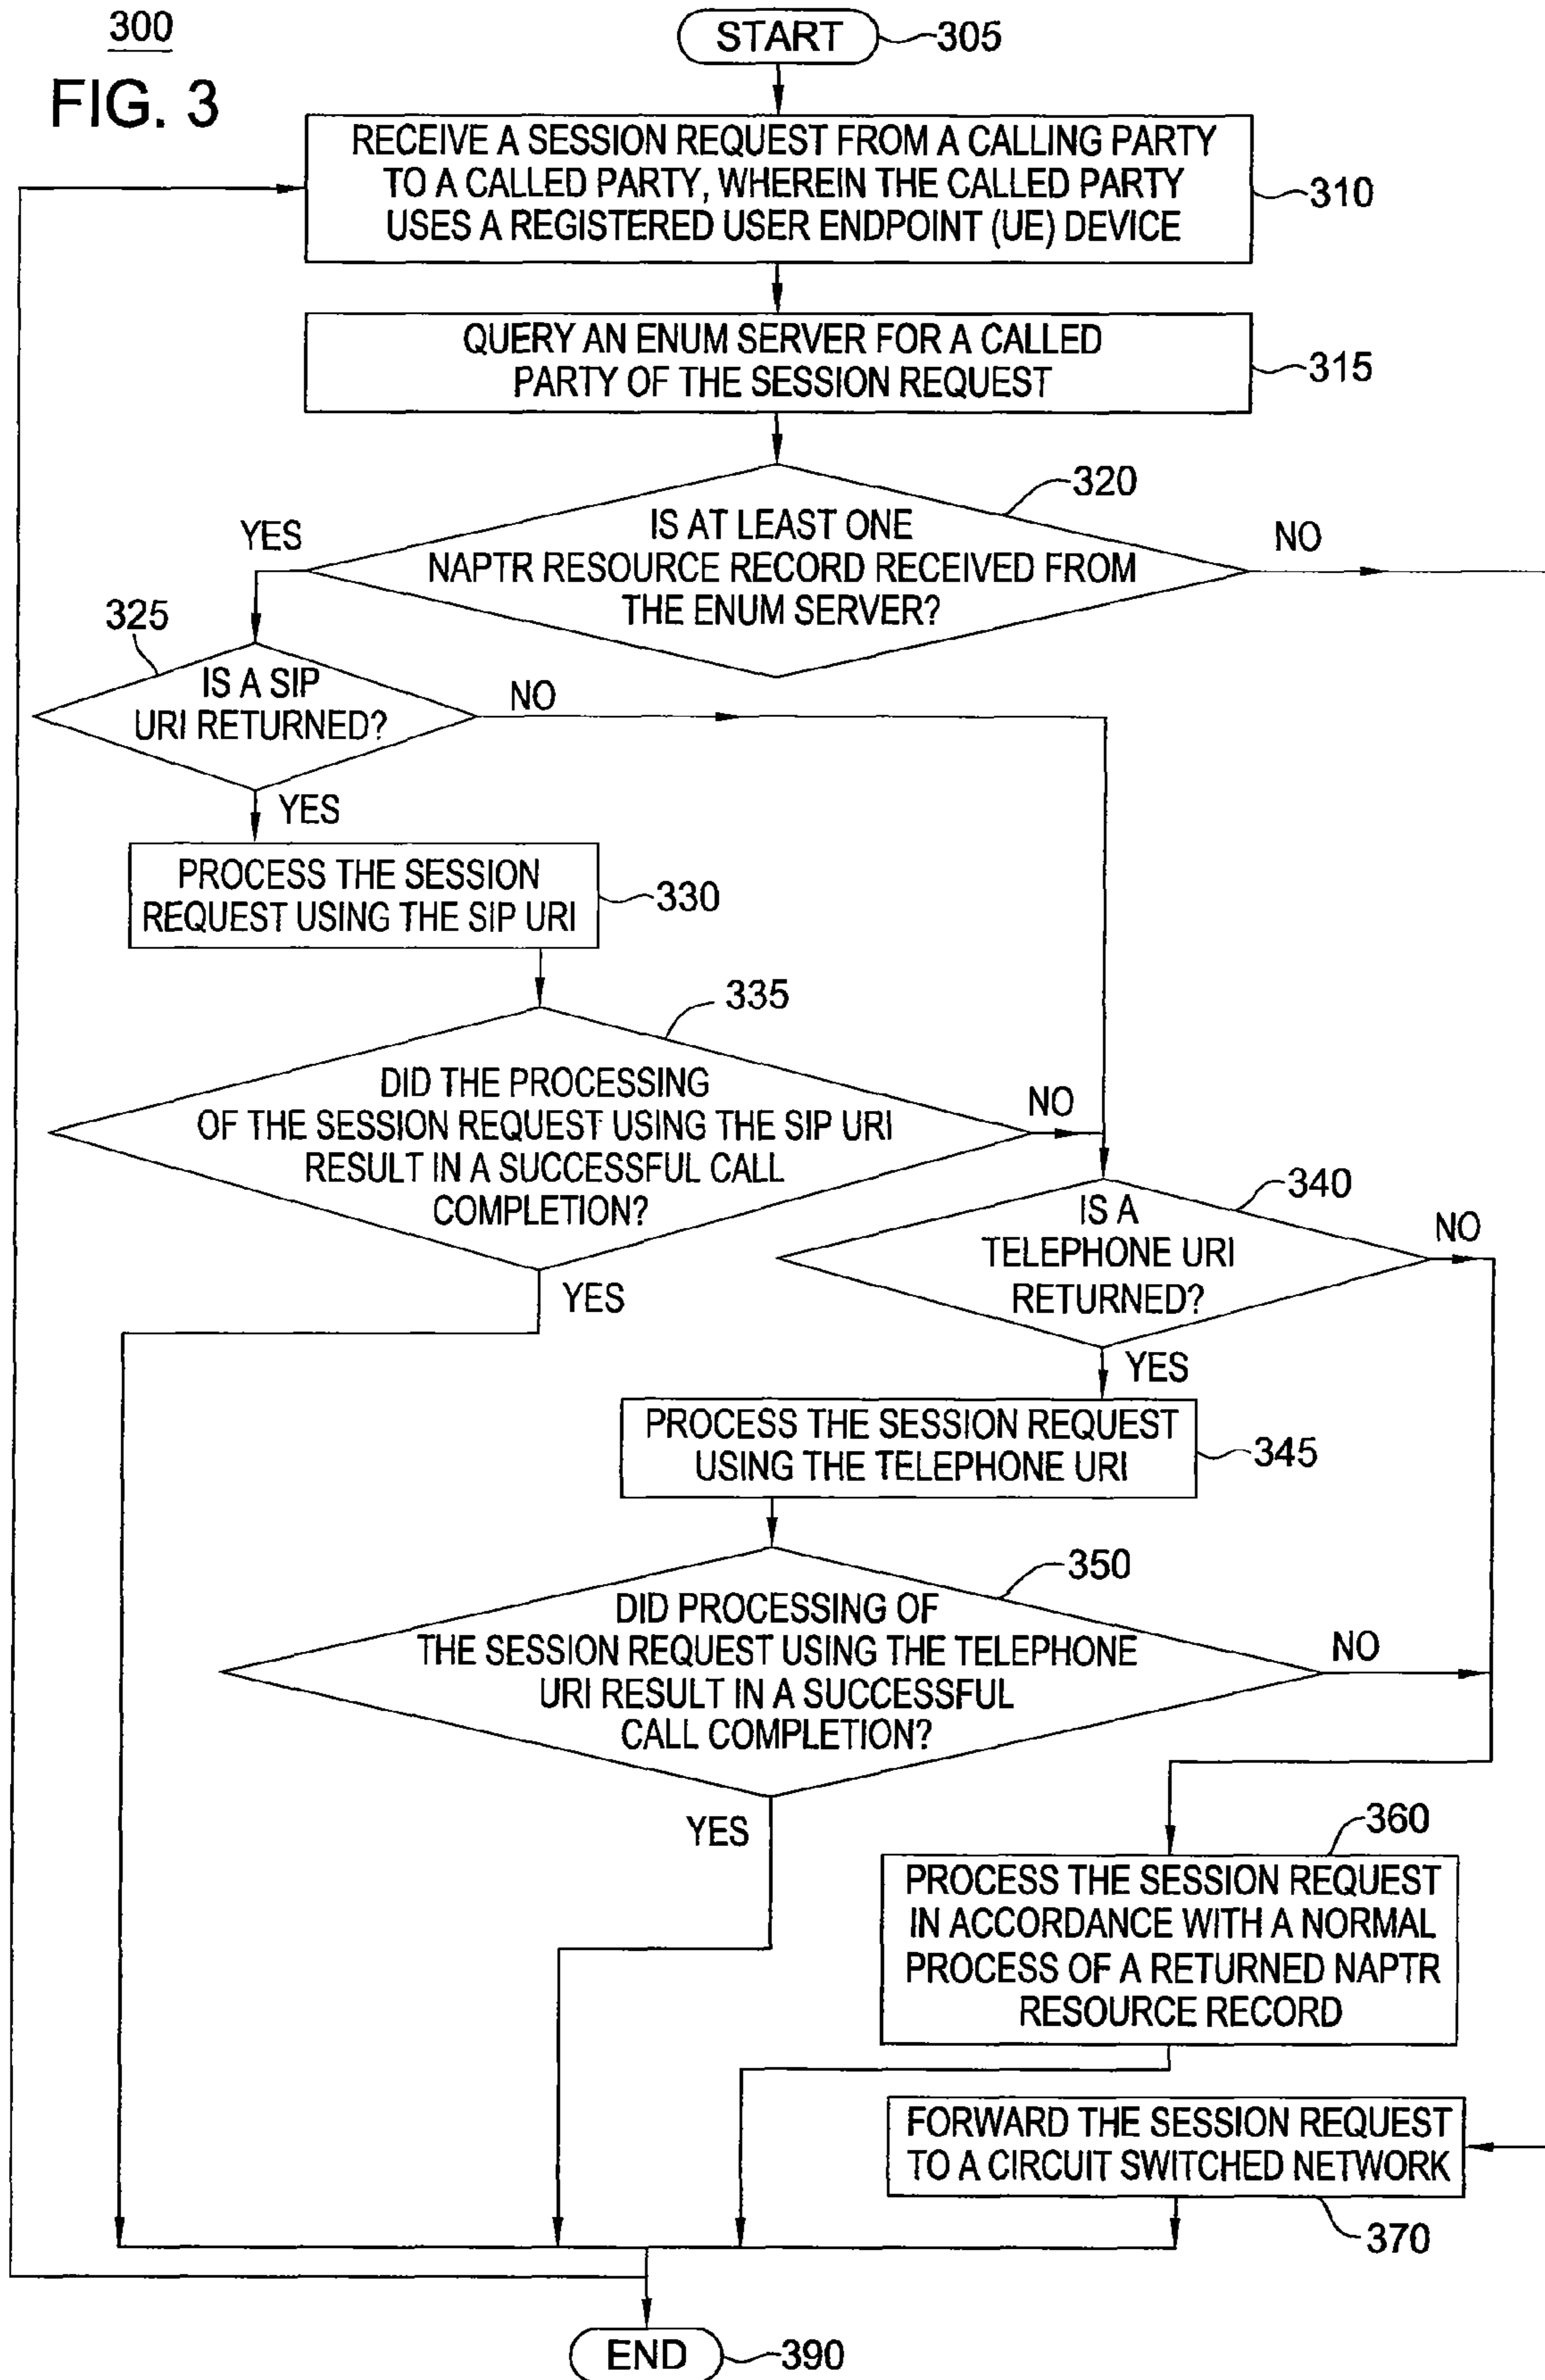 300
FIG. 3
START
305
RECEIVE A SESSION REQUEST FROM A CALLING PARTY
TO A CALLED PARTY, WHEREIN THE CALLED PARTY
USES A REGISTERED USER ENDPOINT (UE) DEVICE
310
QUERY AN ENUM SERVER FOR A CALLED
PARTY OF THE SESSION REQUEST
315
320
IS AT LEAST ONE
NAPTR RESOURCE RECORD RECEIVED FROM
THE ENUM SERVER?
YES
NO
325
IS A SIP
URI RETURNED?
NO
YES
PROCESS THE SESSION
REQUEST USING THE SIP URI
330
335
DID THE PROCESSING
OF THE SESSION REQUEST USING THE SIP URI
RESULT IN A SUCCESSFUL CALL
COMPLETION?
NO
YES
340
IS A
TELEPHONE URI
RETURNED?
NO
YES
PROCESS THE SESSION REQUEST
USING THE TELEPHONE URI
345
350
DID PROCESSING OF
THE SESSION REQUEST USING THE TELEPHONE
URI RESULT IN A SUCCESSFUL
CALL COMPLETION?
NO
YES
360
PROCESS THE SESSION REQUEST
IN ACCORDANCE WITH A NORMAL
PROCESS OF A RETURNED NAPTR
RESOURCE RECORD
FORWARD THE SESSION REQUEST
TO A CIRCUIT SWITCHED NETWORK
370
END
390